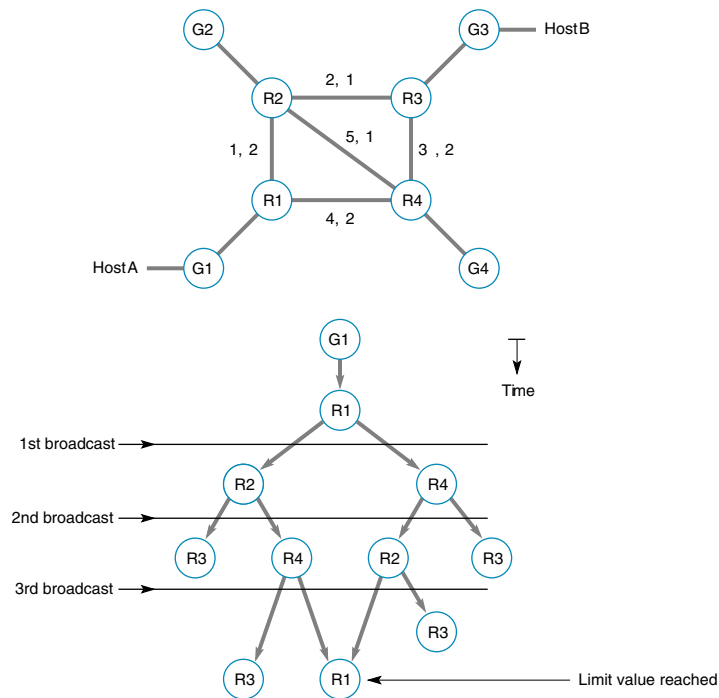 G2
G3
HostB
2, 1
R2
R3
5, 1
1, 2
3 , 2
R1
R4
4, 2
HostA
G1
G4
G1
Time
R1
1st broadcast
R2
R4
2nd broadcast
R3
R4
R2
R3
3rd broadcast
R3
R3
R1
Limit value reached